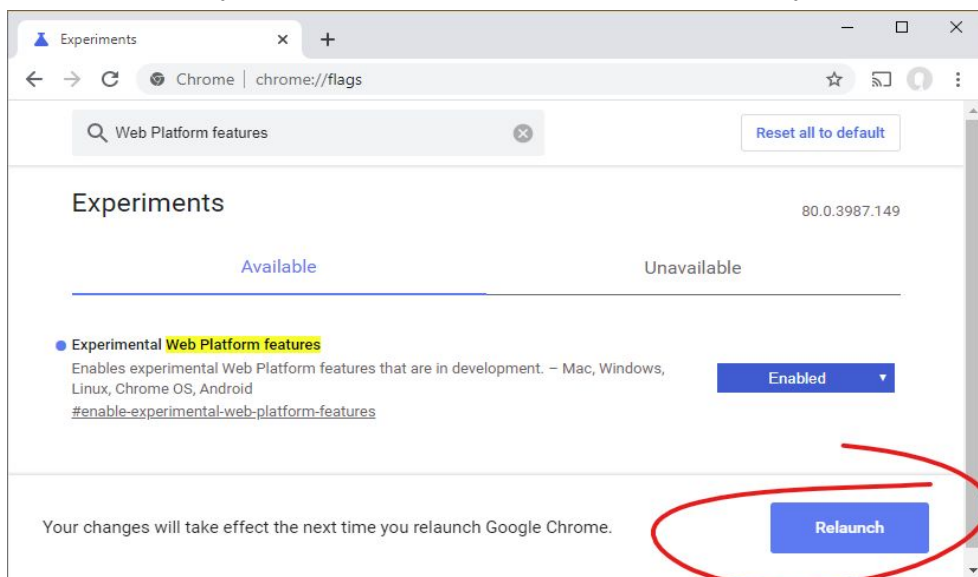 Experiments
Chrome | chrome://flags
Web Platform features
Reset all to default
Experiments
80.0.3987.149
Available
Unavailable
Experimental Web Platform features
Enables experimental Web Platform features that are in development. – Mac, Windows,
Linux, Chrome OS, Android
#enable-experimental-web-platform-features
Enabled
Your changes will take effect the next time you relaunch Google Chrome.
Relaunch